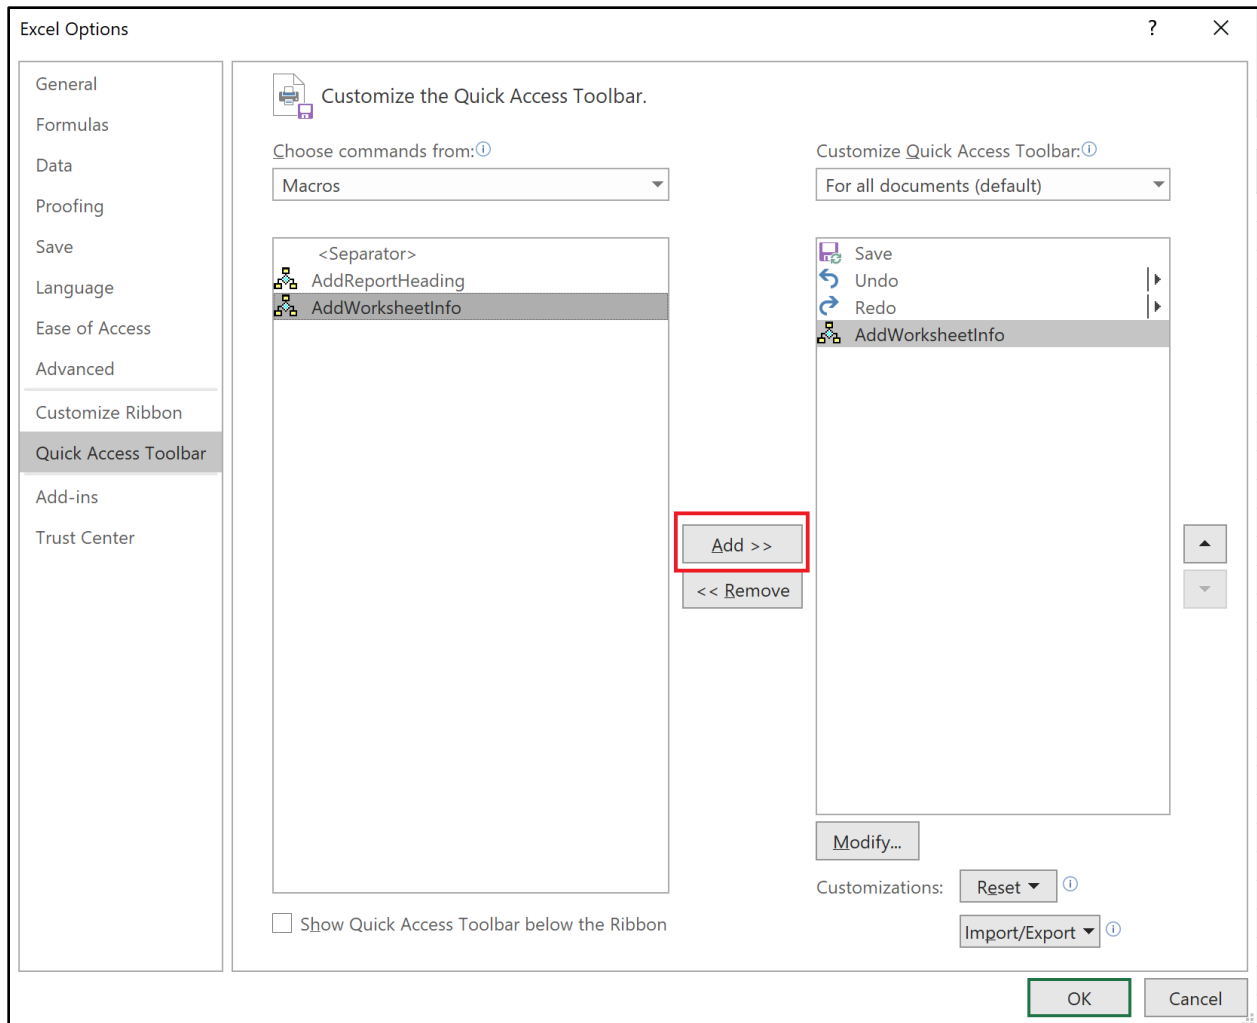 Excel Options
?
General
Formulas
Data
Proofing
Save
Language
Ease of Access
Advanced
Customize Ribbon
Quick Access Toolbar
Add-ins
Trust Center
Customize the Quick Access Toolbar.
Choose commands from:
Macros
<Separator>
AddReportHeading
AddWorksheetInfo
Show Quick Access Toolbar below the Ribbon
Add >>
<< Remove
Customize Quick Access Toolbar:
For all documents (default)
Save
Undo
Redo
AddWorksheetInfo
Modify...
Customizations:
Reset
Import/Export
OK
Cancel